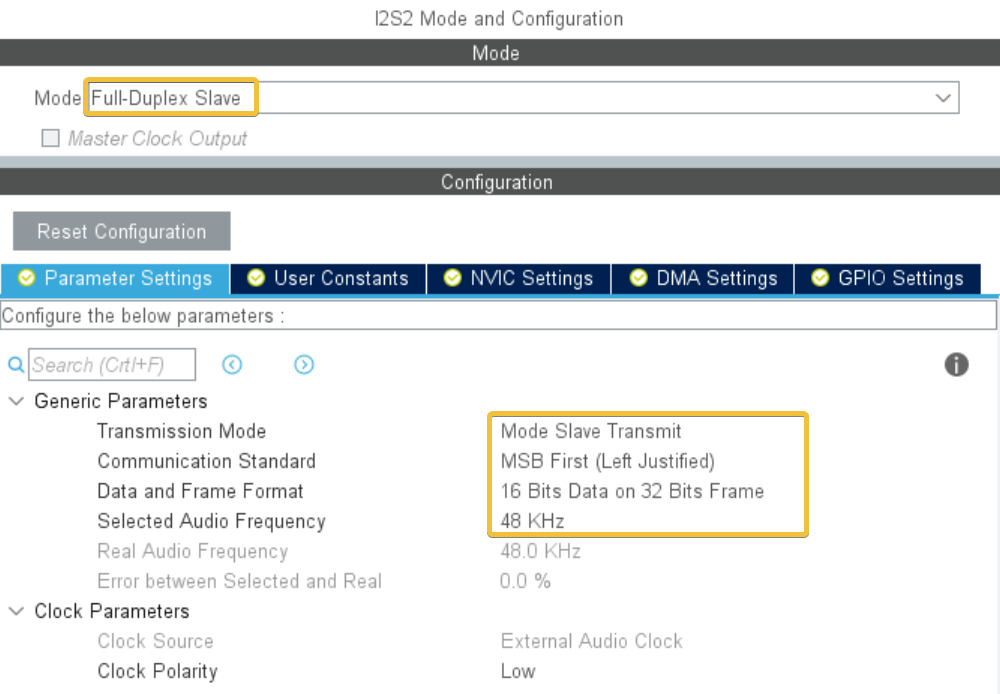 I2S2 Mode and Configuration
Mode
Mode Full-Duplex Slave
Master Clock Output
Configuration
Reset Configuration
Parameter Settings User Constants NVIC Settings DMA Settings GPIO Settings
Configure the below parameters :
Search (Crtl+F)
Generic Parameters
Transmission Mode Mode Slave Transmit
Communication Standard MSB First (Left Justified)
Data and Frame Format 16 Bits Data on 32 Bits Frame
Selected Audio Frequency 48 KHz
Real Audio Frequency 48.0 KHz
Error between Selected and Real 0.0 %
Clock Parameters
Clock Source External Audio Clock
Clock Polarity Low